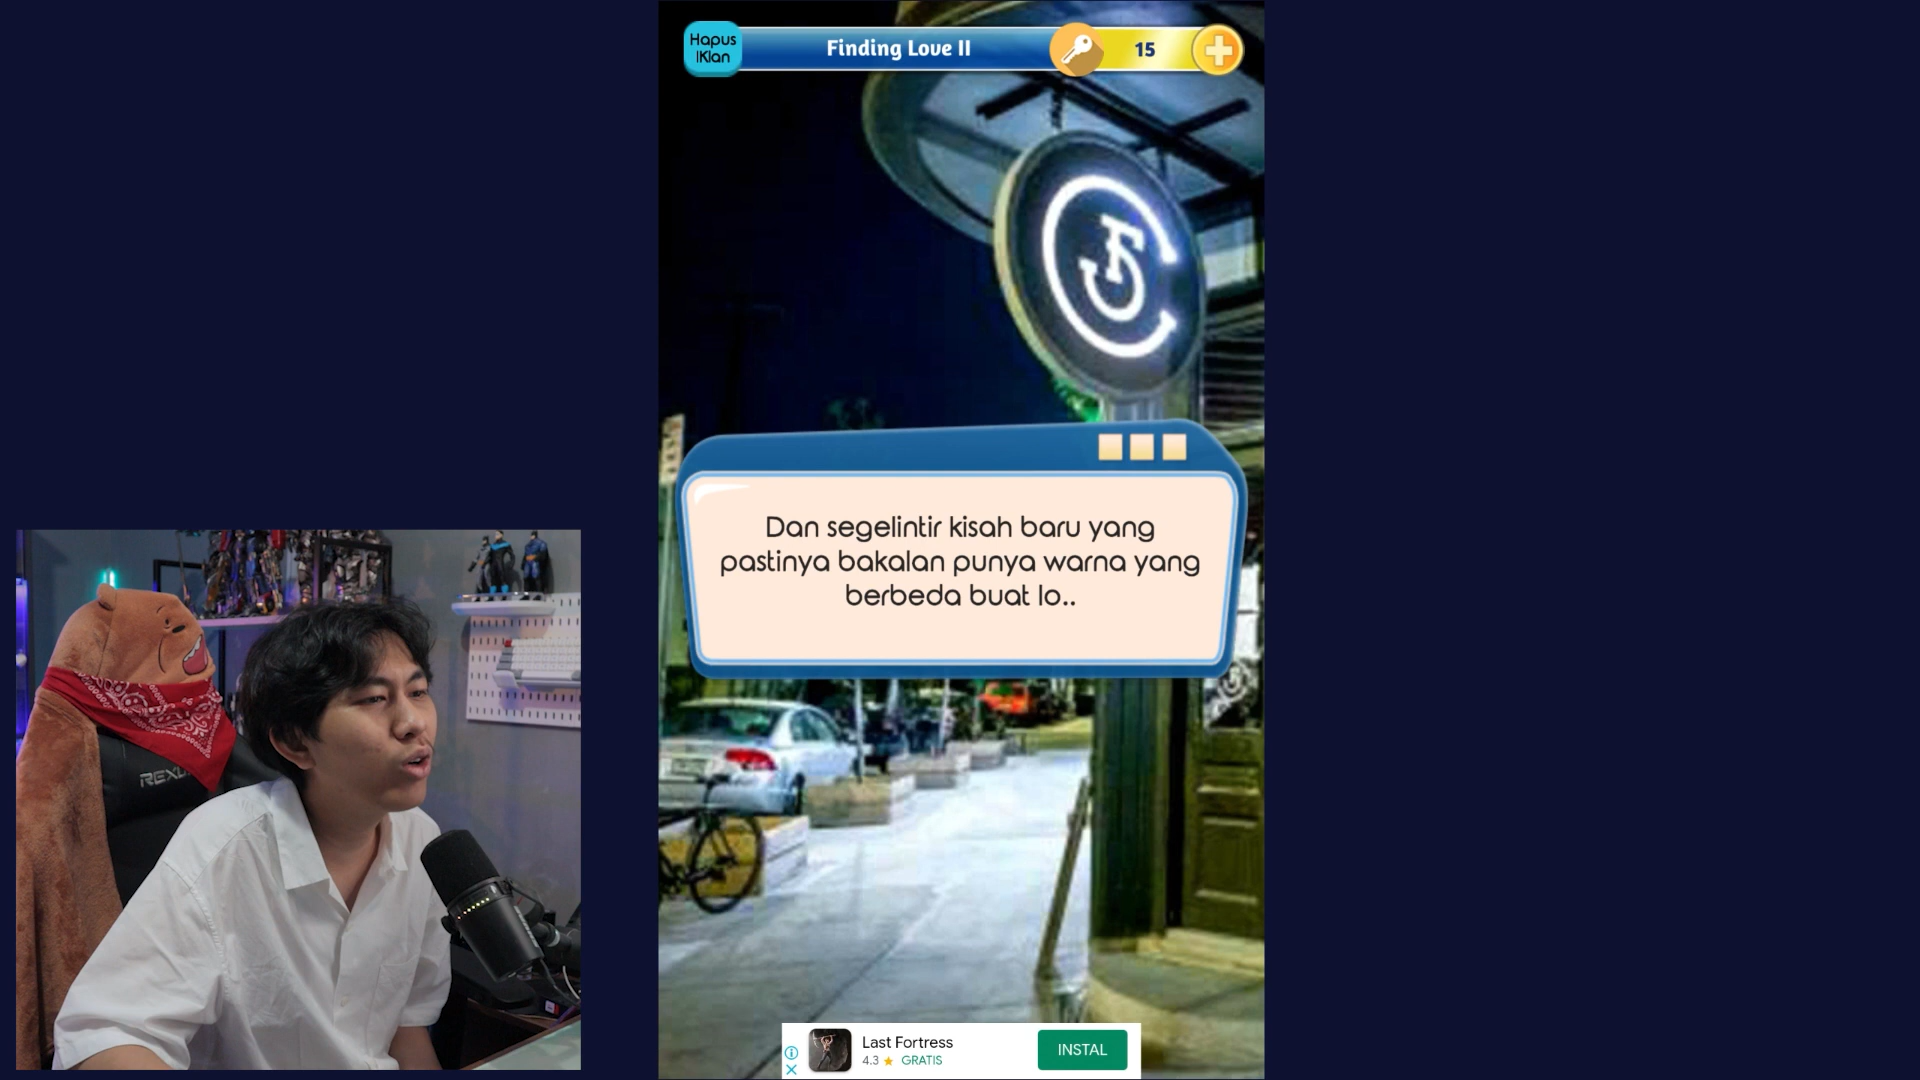 Hapus
IKlan
Finding Love II
15
Dan segelintir kisah baru yang
pastinya bakalan punya warna yang
berbeda buat lo..
Last Fortress
4.3 ★ GRATIS
INSTAL